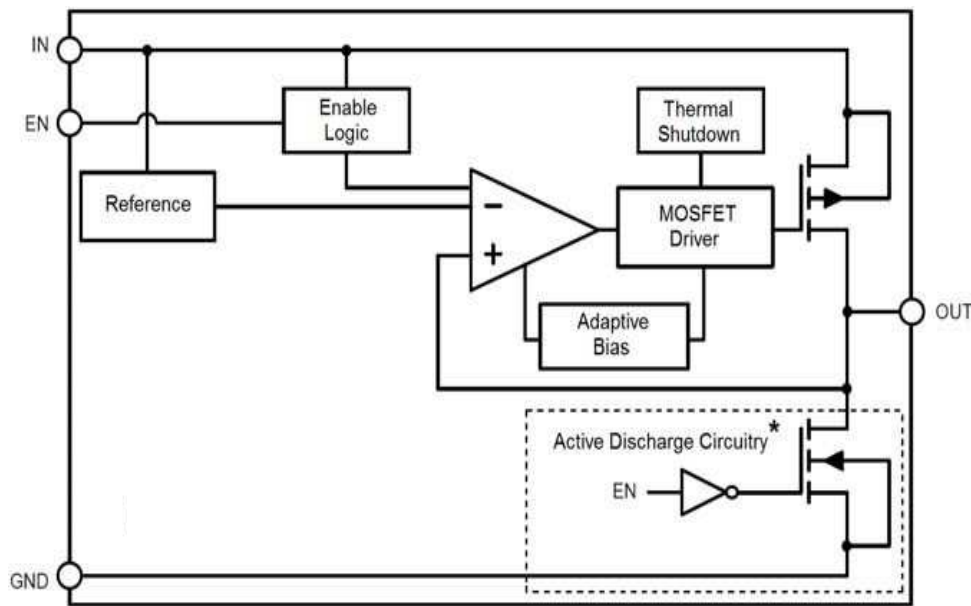 IN
EN
Enable
Logic
Thermal
Shutdown
Reference
−
+
MOSFET
Driver
Adaptive
Bias
OUT
Active Discharge Circuitry*
EN
GND